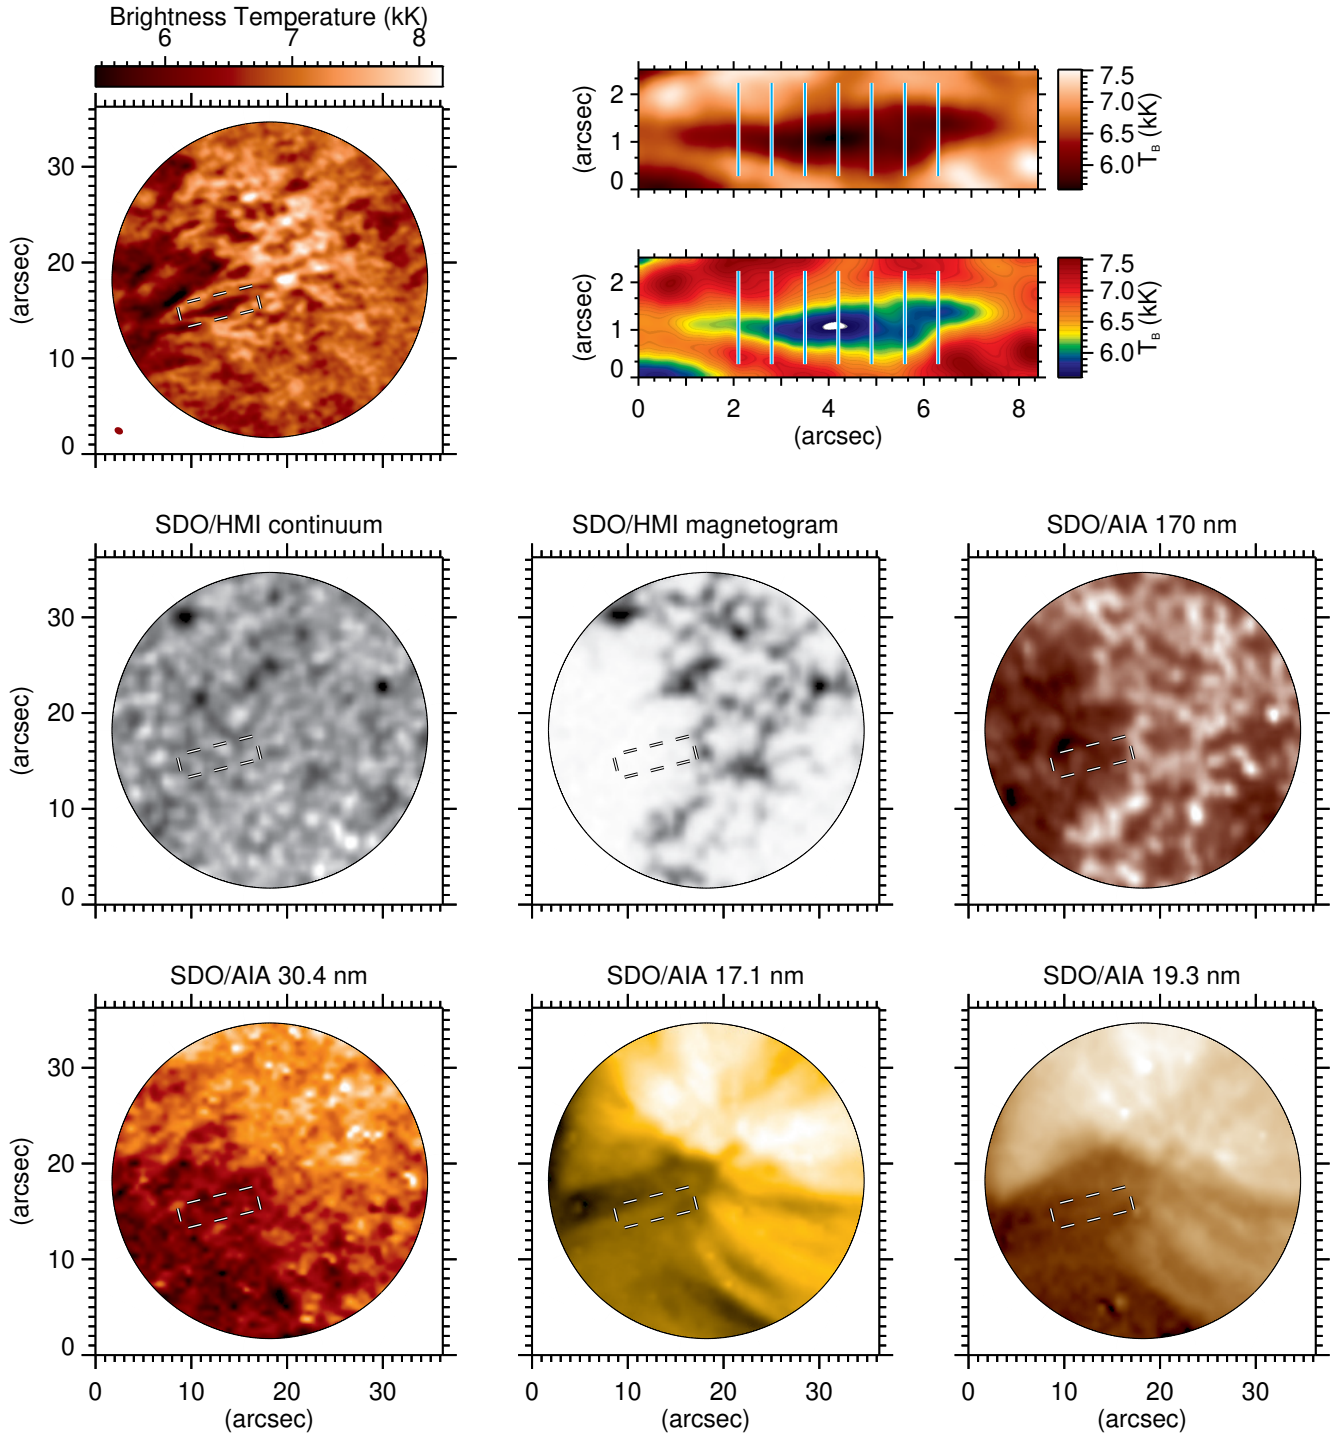 Brightness Temperature (kK)
6 7 8
30
20
10
0
(arcsec)
2
1
0
(arcsec)
7.5
7.0
6.5
6.0
T_B (kK)
2
1
0
(arcsec)
7.5
7.0
6.5
6.0
T_B (kK)
0 2 4 6 8
(arcsec)
SDO/HMI continuum
SDO/HMI magnetogram
SDO/AIA 170 nm
30
20
10
0
(arcsec)
SDO/AIA 30.4 nm
SDO/AIA 17.1 nm
SDO/AIA 19.3 nm
30
20
10
0
(arcsec)
0 10 20 30
(arcsec)
0 10 20 30
(arcsec)
0 10 20 30
(arcsec)